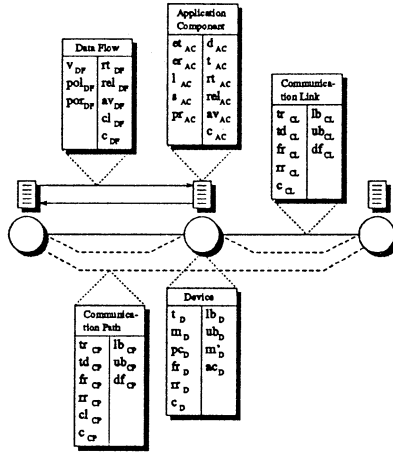 Application
Component
et AC d AC
er AC t AC
l AC rt AC
s AC rel AC
pr AC av AC
c AC
Data Flow
v DF rt DF
pol DF rel DF
por DF av DF
cl DF
c DF
Communica-
tion Link
tr CL lb CL
td CL ub CL
fr CL df CL
rr CL
c CL
Communica-
tion Path
tr CP lb CP
td CP ub CP
fr CP df CP
rr CP
cl CP
c CP
Device
t D lb D
m D ub D
pc D m' D
fr D ac D
rr D
c D